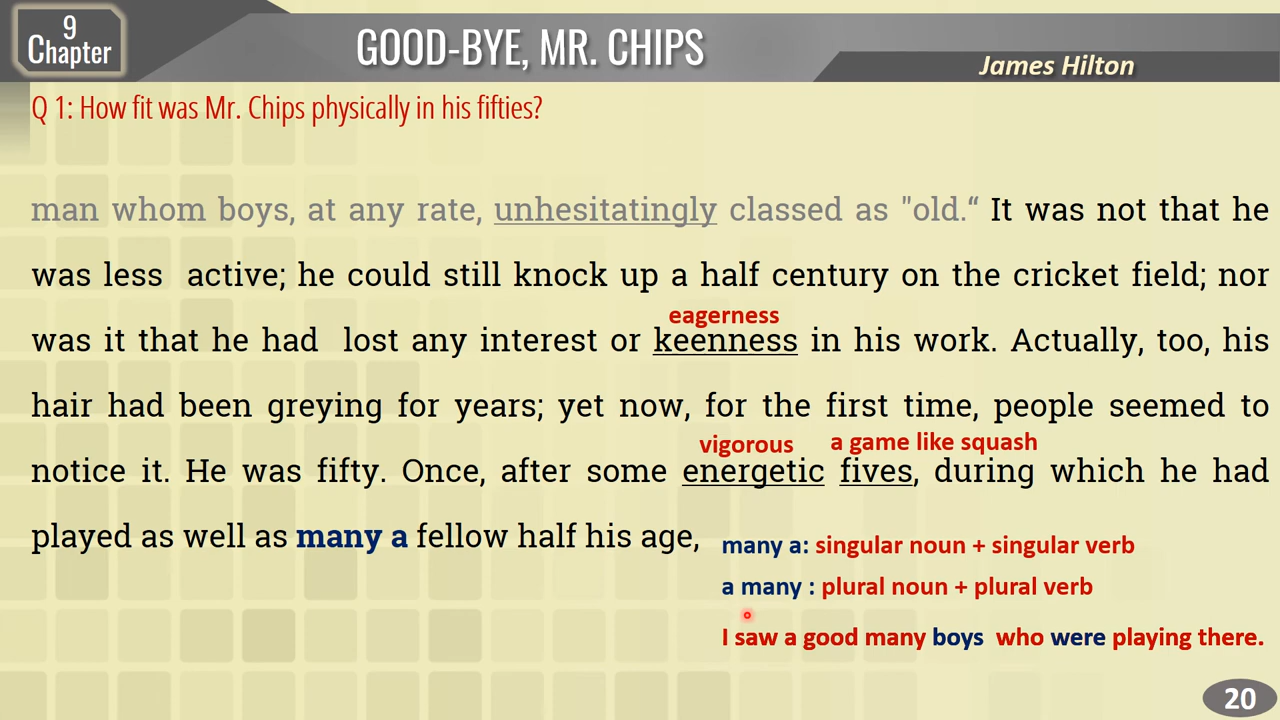 9
Chapter
GOOD-BYE, MR. CHIPS
James Hilton
Q 1: How fit was Mr. Chips physically in his fifties?
man whom boys, at any rate, unhesitatingly classed as "old.“ It was not that he
was less active; he could still knock up a half century on the cricket field; nor
eagerness
was it that he had lost any interest or keenness in his work. Actually, too, his
hair had been greying for years; yet now, for the first time, people seemed to
vigorous a game like squash
notice it. He was fifty. Once, after some energetic fives, during which he had
played as well as many a fellow half his age,
many a: singular noun + singular verb
a many : plural noun + plural verb
I saw a good many boys who were playing there.
20